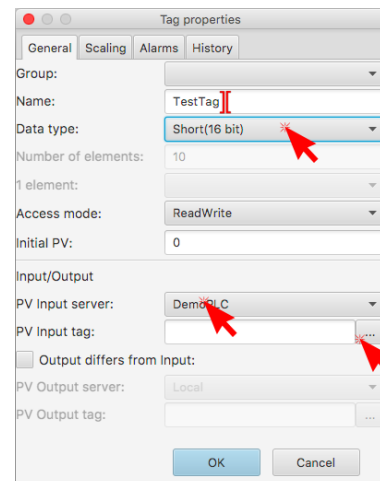 Tag properties
General Scaling Alarms History
Group:
Name: TestTag
Data type: Short(16 bit)
Number of elements: 10
1 element:
Access mode: ReadWrite
Initial PV: 0
Input/Output
PV Input server: DemoPLC
PV Input tag: ...
Output differs from Input:
PV Output server: Local
PV Output tag: ...
OK Cancel